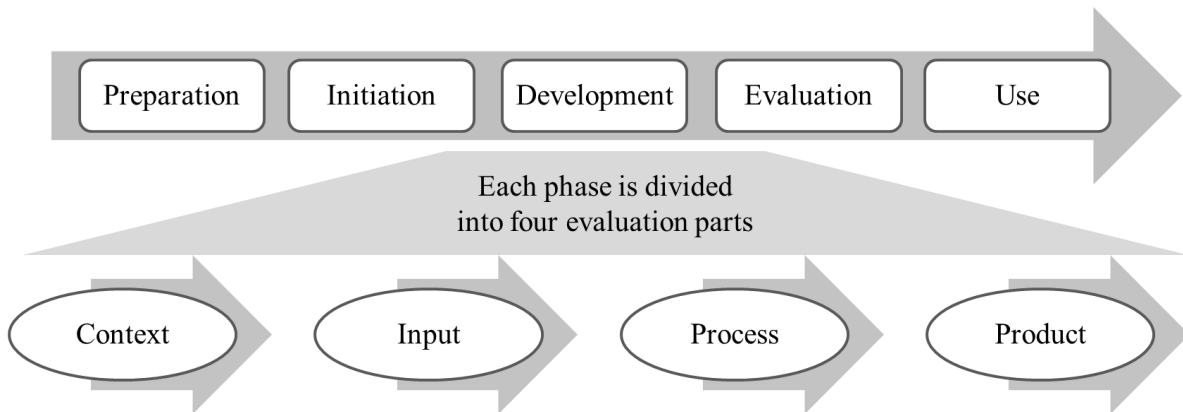 Preparation
Initiation
Development
Evaluation
Use
Each phase is divided
into four evaluation parts
Context
Input
Process
Product